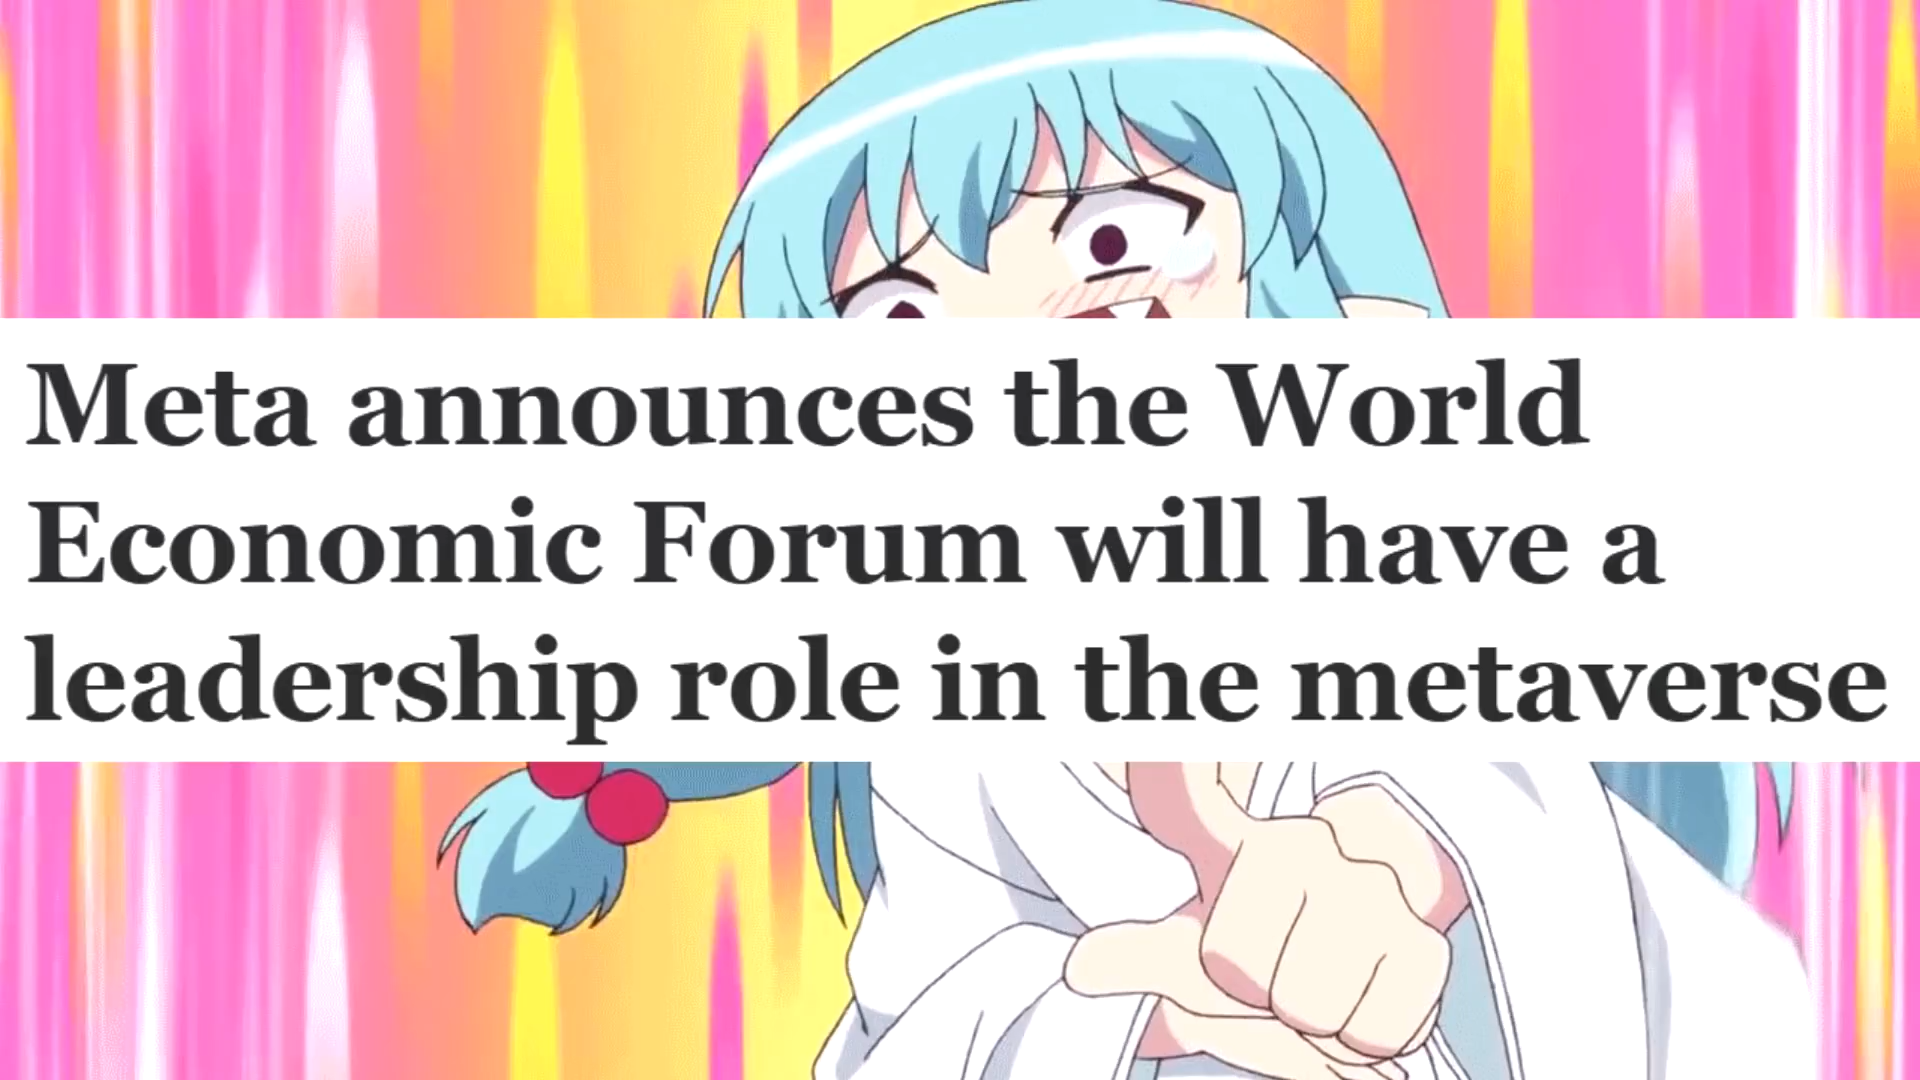 Meta announces the World
Economic Forum will have a
leadership role in the metaverse